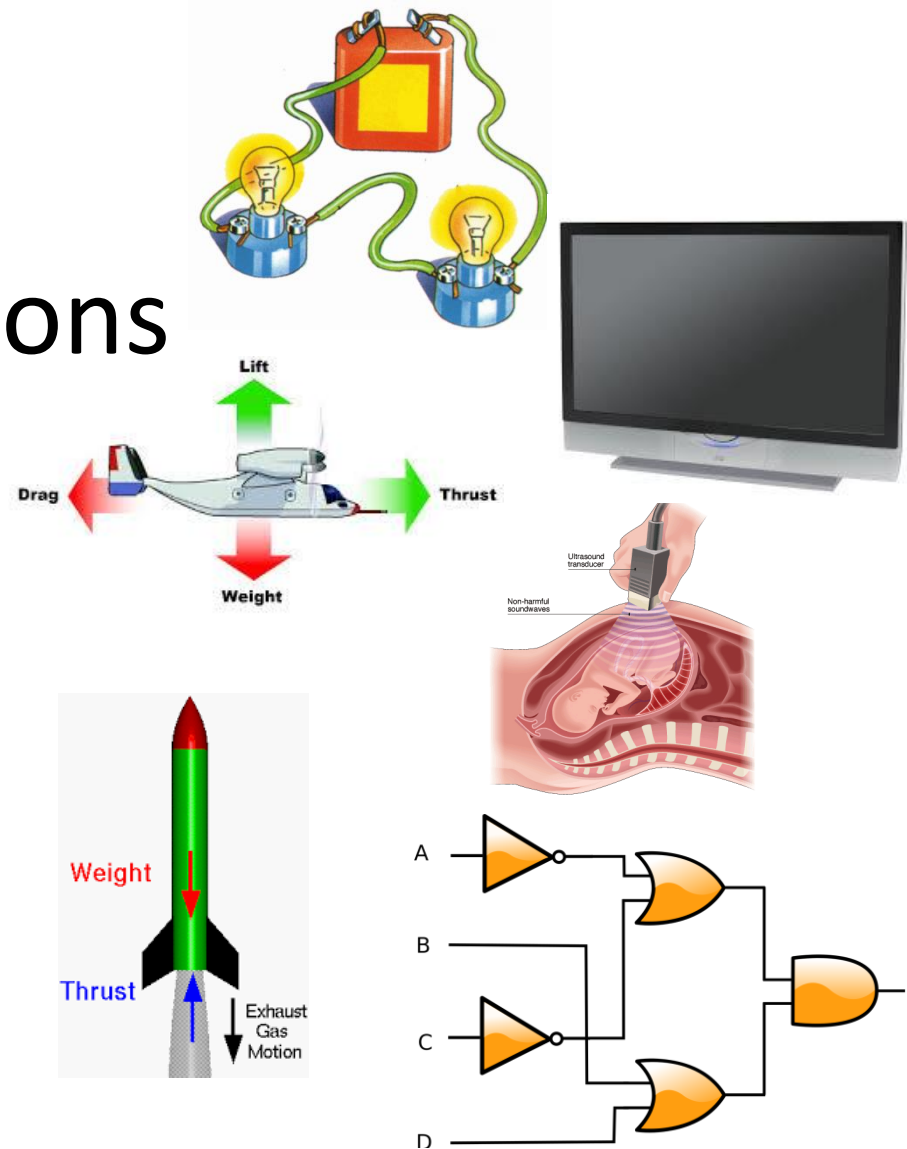 ons
Lift
Drag
Thrust
Weight
Ultrasound
transducer
Non-harmful
soundwaves
Weight
Thrust
Exhaust
Gas
Motion
A
B
C
D